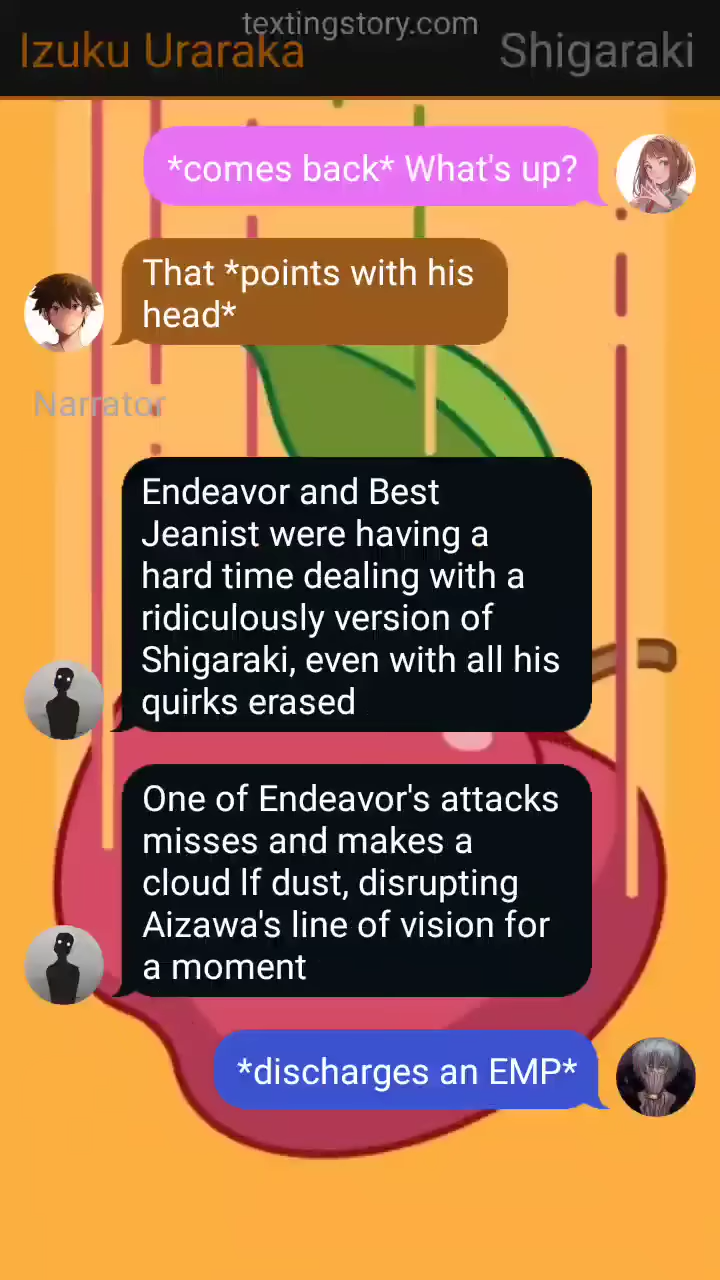 textingstory.com
Izuku Uraraka Shigaraki
*comes back* What's up?
That *points with his
head*
Narrator
Endeavor and Best
Jeanist were having a
hard time dealing with a
ridiculously version of
Shigaraki, even with all his
quirks erased
One of Endeavor's attacks
misses and makes a
cloud lf dust, disrupting
Aizawa's line of vision for
a moment
*discharges an EMP*